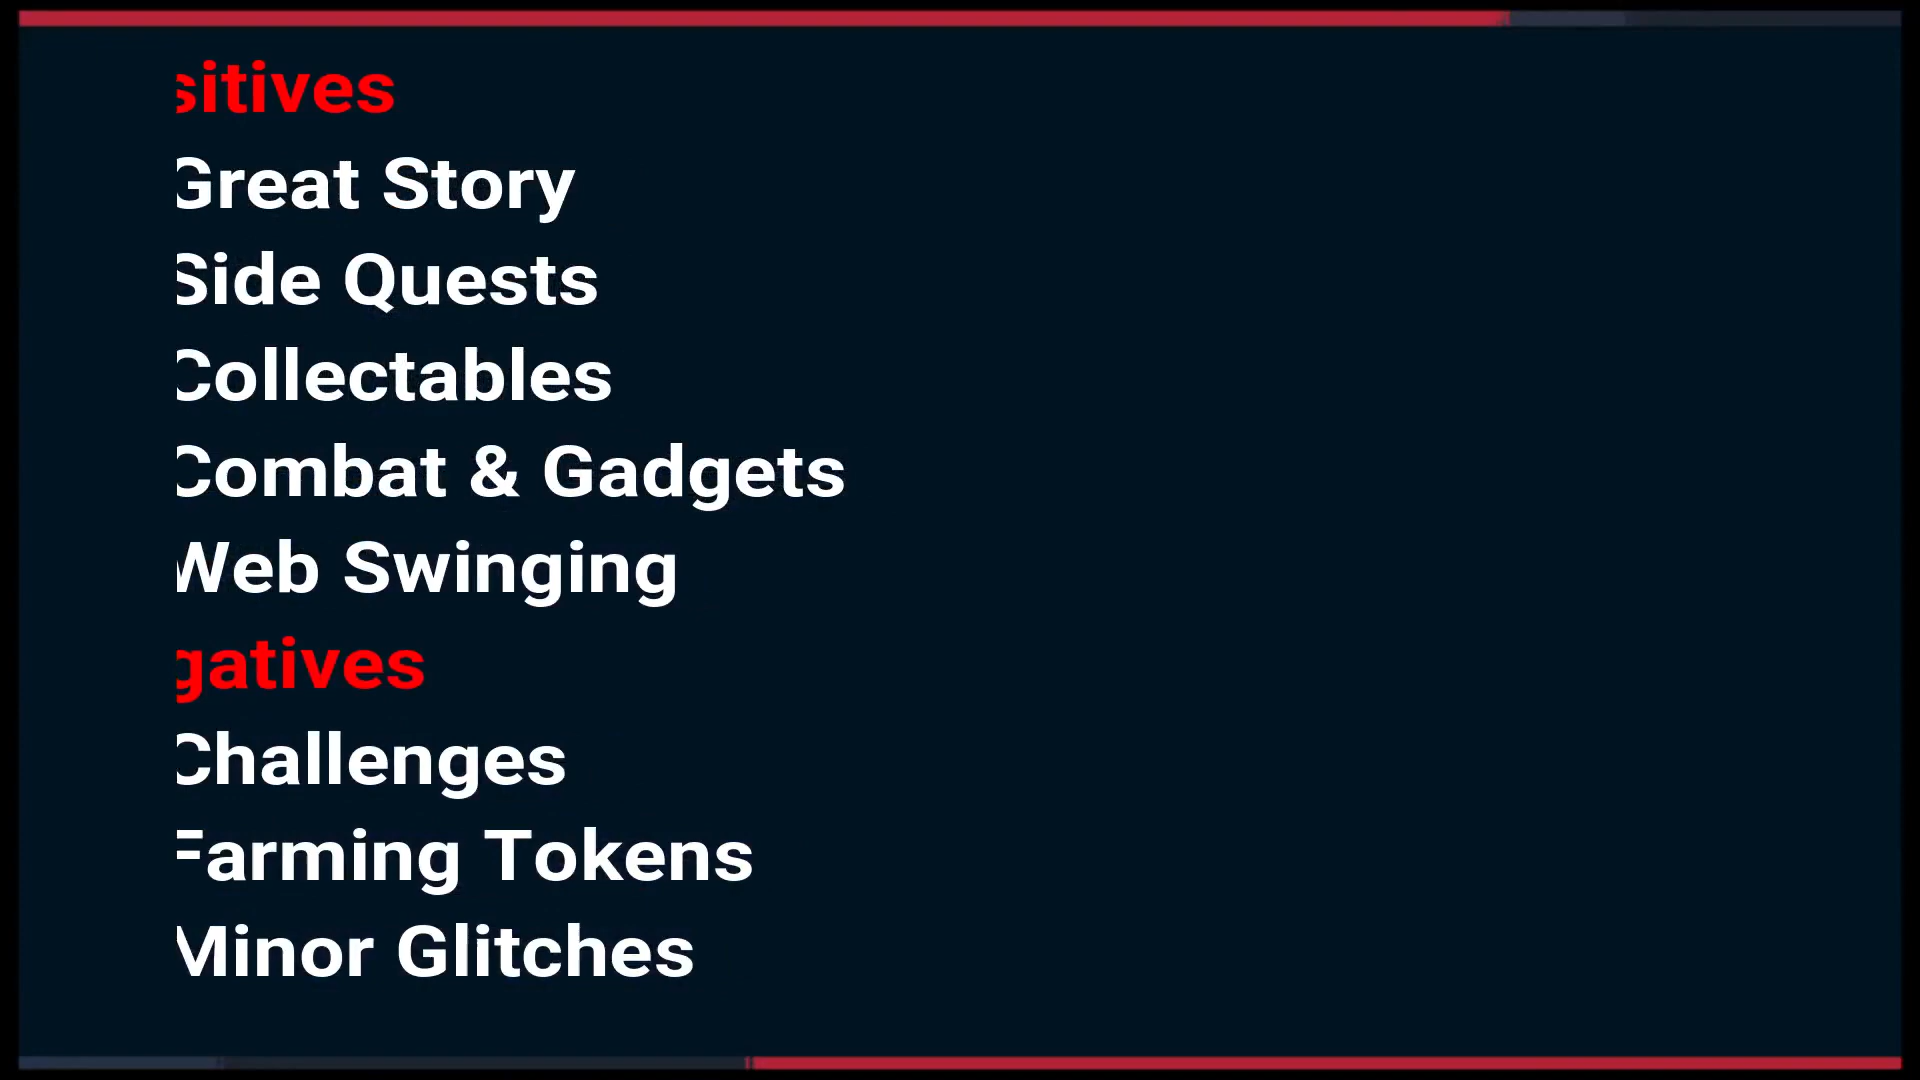 sitives
Great Story
Side Quests
Collectables
Combat & Gadgets
Web Swinging
gatives
Challenges
Farming Tokens
Minor Glitches